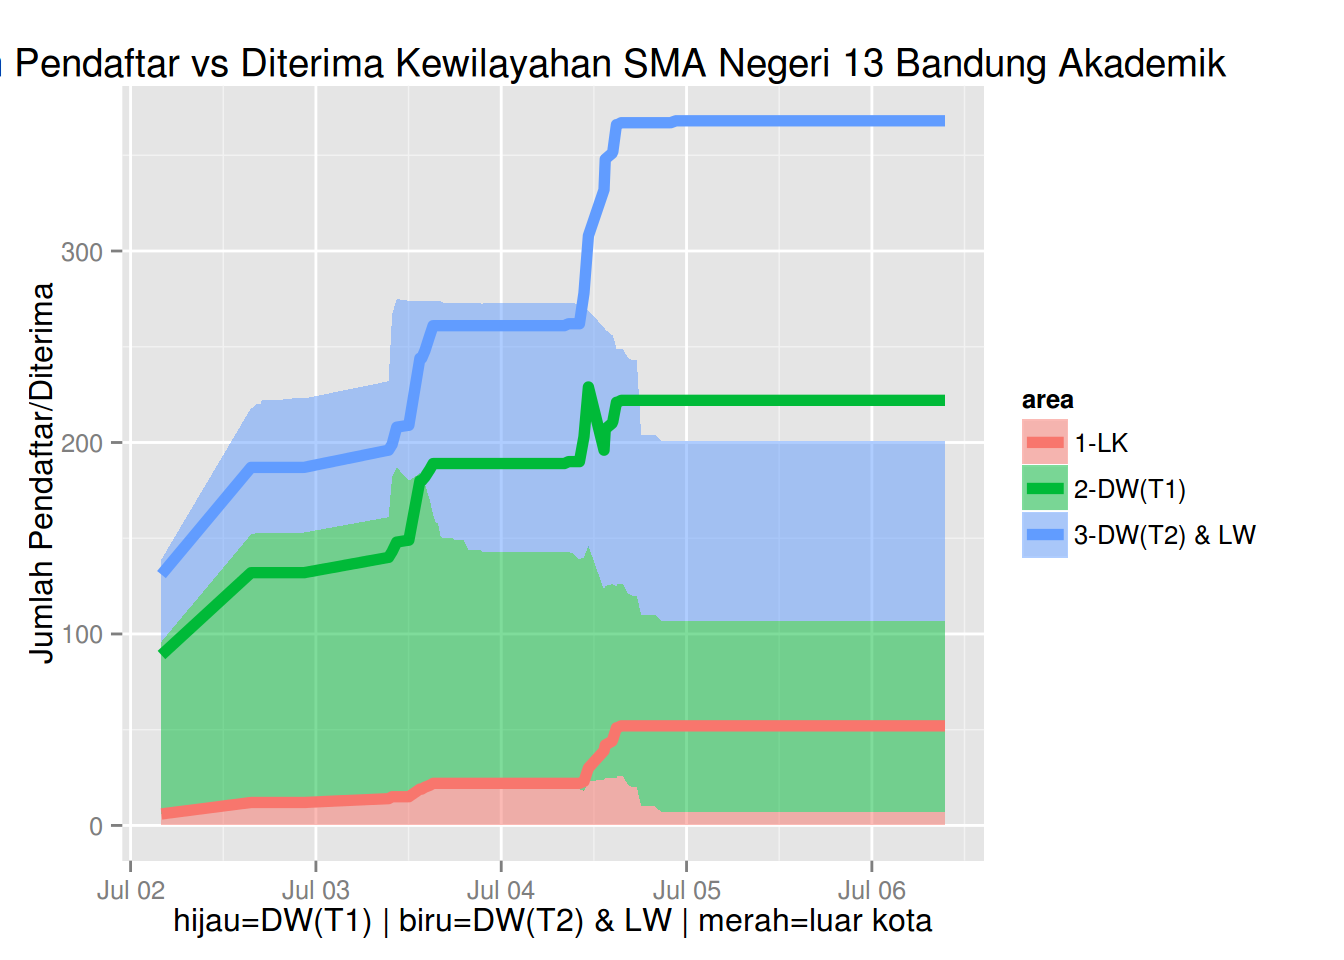 Pendaftar vs Diterima Kewilayahan SMA Negeri 13 Bandung Akademik
Jumlah Pendaftar/Diterima
300
200
100
0
Jul 02
Jul 03
Jul 04
Jul 05
Jul 06
hijau=DW(T1) | biru=DW(T2) & LW | merah=luar kota
area
1-LK
2-DW(T1)
3-DW(T2) & LW